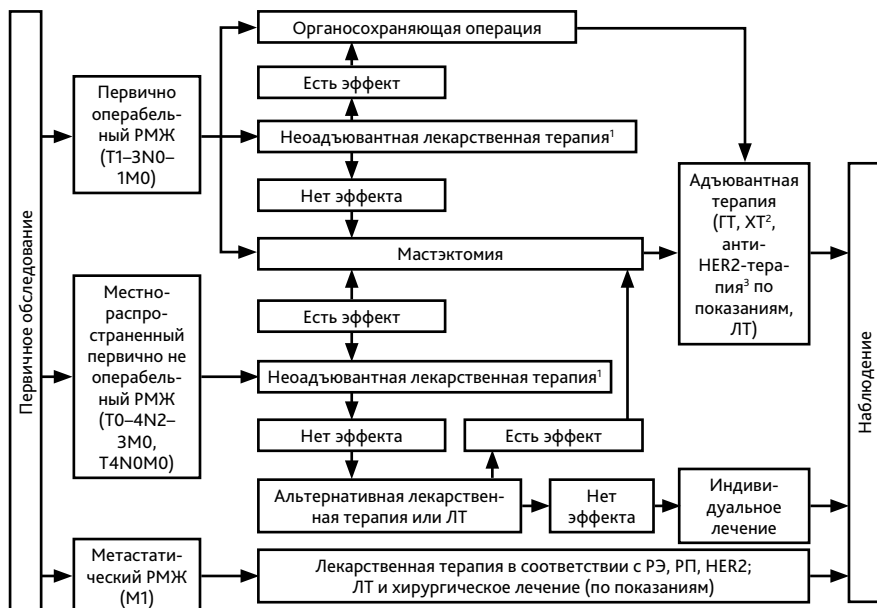 Первичное обследование
Первично
операбель-
ный РМЖ
(T1–3N0–
1M0)
Органосохраняющая операция
Есть эффект
Неоадъювантная лекарственная терапия¹
Нет эффекта
Мастэктомия
Адъювантная
терапия
(ГТ, ХТ²,
анти-
HER2-тера-
пия³ по
показаниям,
ЛТ)
Местно-
распро-
страненный
первично не
операбель-
ный РМЖ
(T0–4N2–
3M0,
T4N0M0)
Есть эффект
Неоадъювантная лекарственная терапия¹
Нет эффекта
Есть эффект
Альтернативная лекарствен-
ная терапия или ЛТ
Нет
эффекта
Индиви-
дуальное
лечение
Метастати-
ческий РМЖ
(M1)
Лекарственная терапия в соответствии с РЭ, РП, HER2;
ЛТ и хирургическое лечение (по показаниям)
Наблюдение